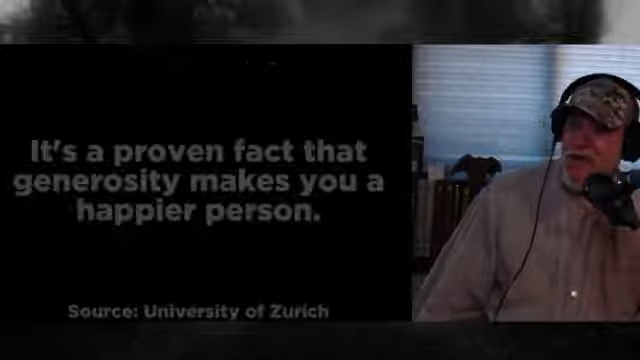 It's a proven fact that
generosity makes you a
happier person.
Source: University of Zurich